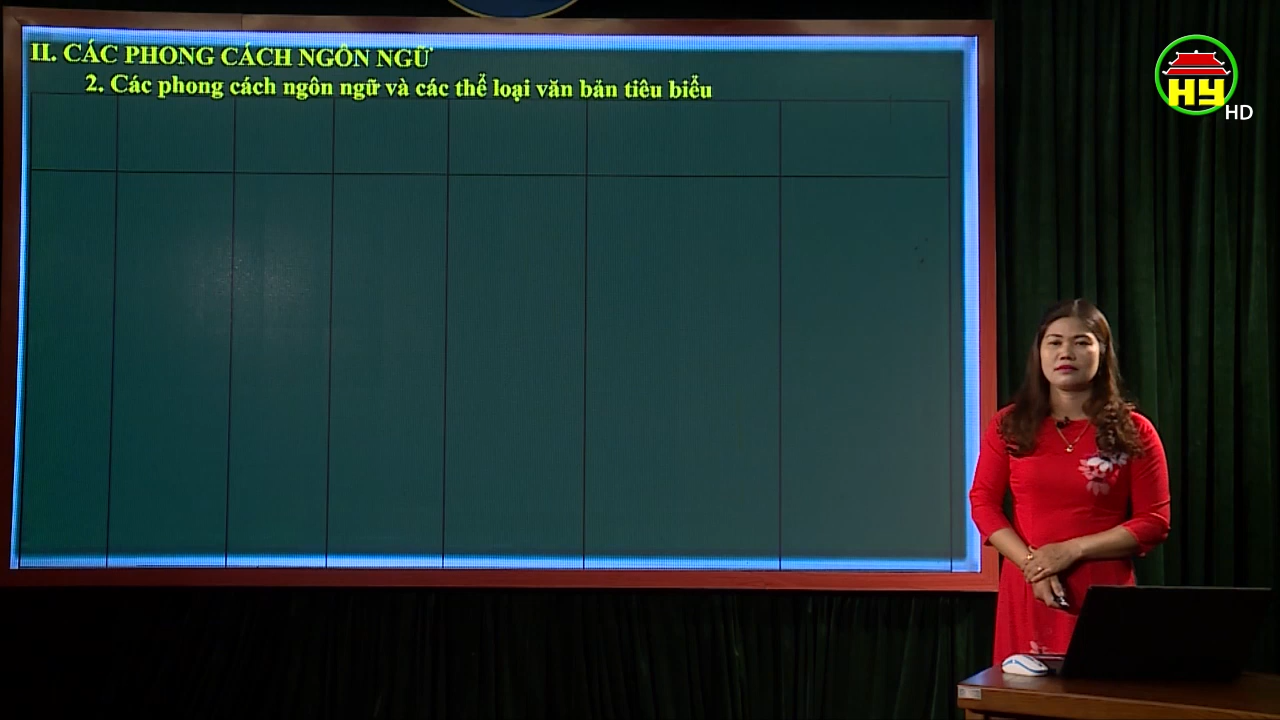 II. CÁC PHONG CÁCH NGÔN NGỮ
2. Các phong cách ngôn ngữ và các thể loại văn bản tiêu biểu
HY
HD